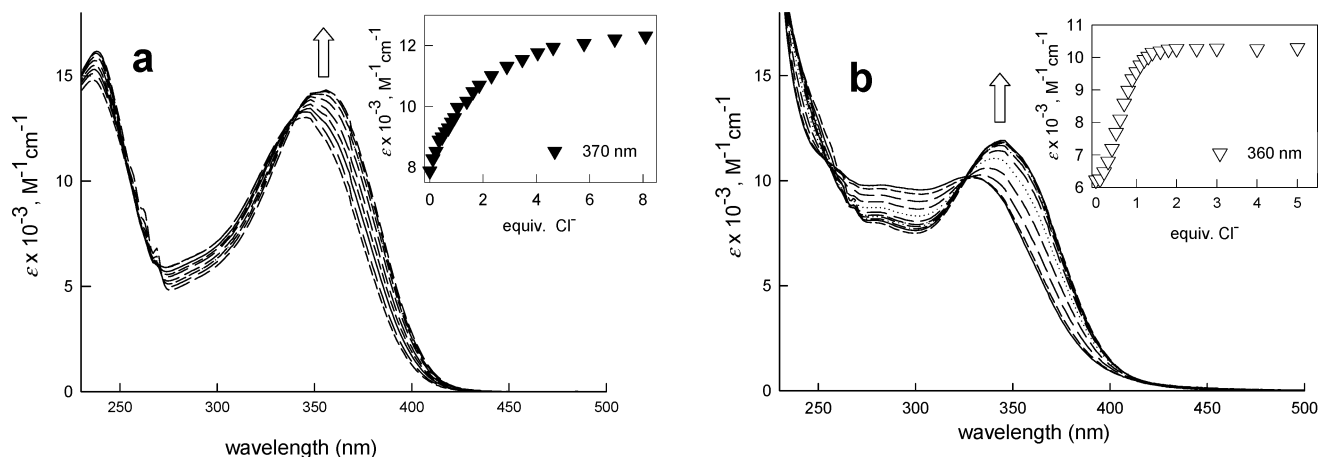 a
15
10
5
0
ε x 10⁻³, M⁻¹cm⁻¹
250 300 350 400 450 500
wavelength (nm)
12
10
8
ε x 10⁻³, M⁻¹cm⁻¹
370 nm
0 2 4 6 8
equiv. Cl⁻
b
15
10
5
0
ε x 10⁻³, M⁻¹cm⁻¹
250 300 350 400 450 500
wavelength (nm)
11
10
9
8
7
6
ε x 10⁻³, M⁻¹cm⁻¹
360 nm
0 1 2 3 4 5
equiv. Cl⁻